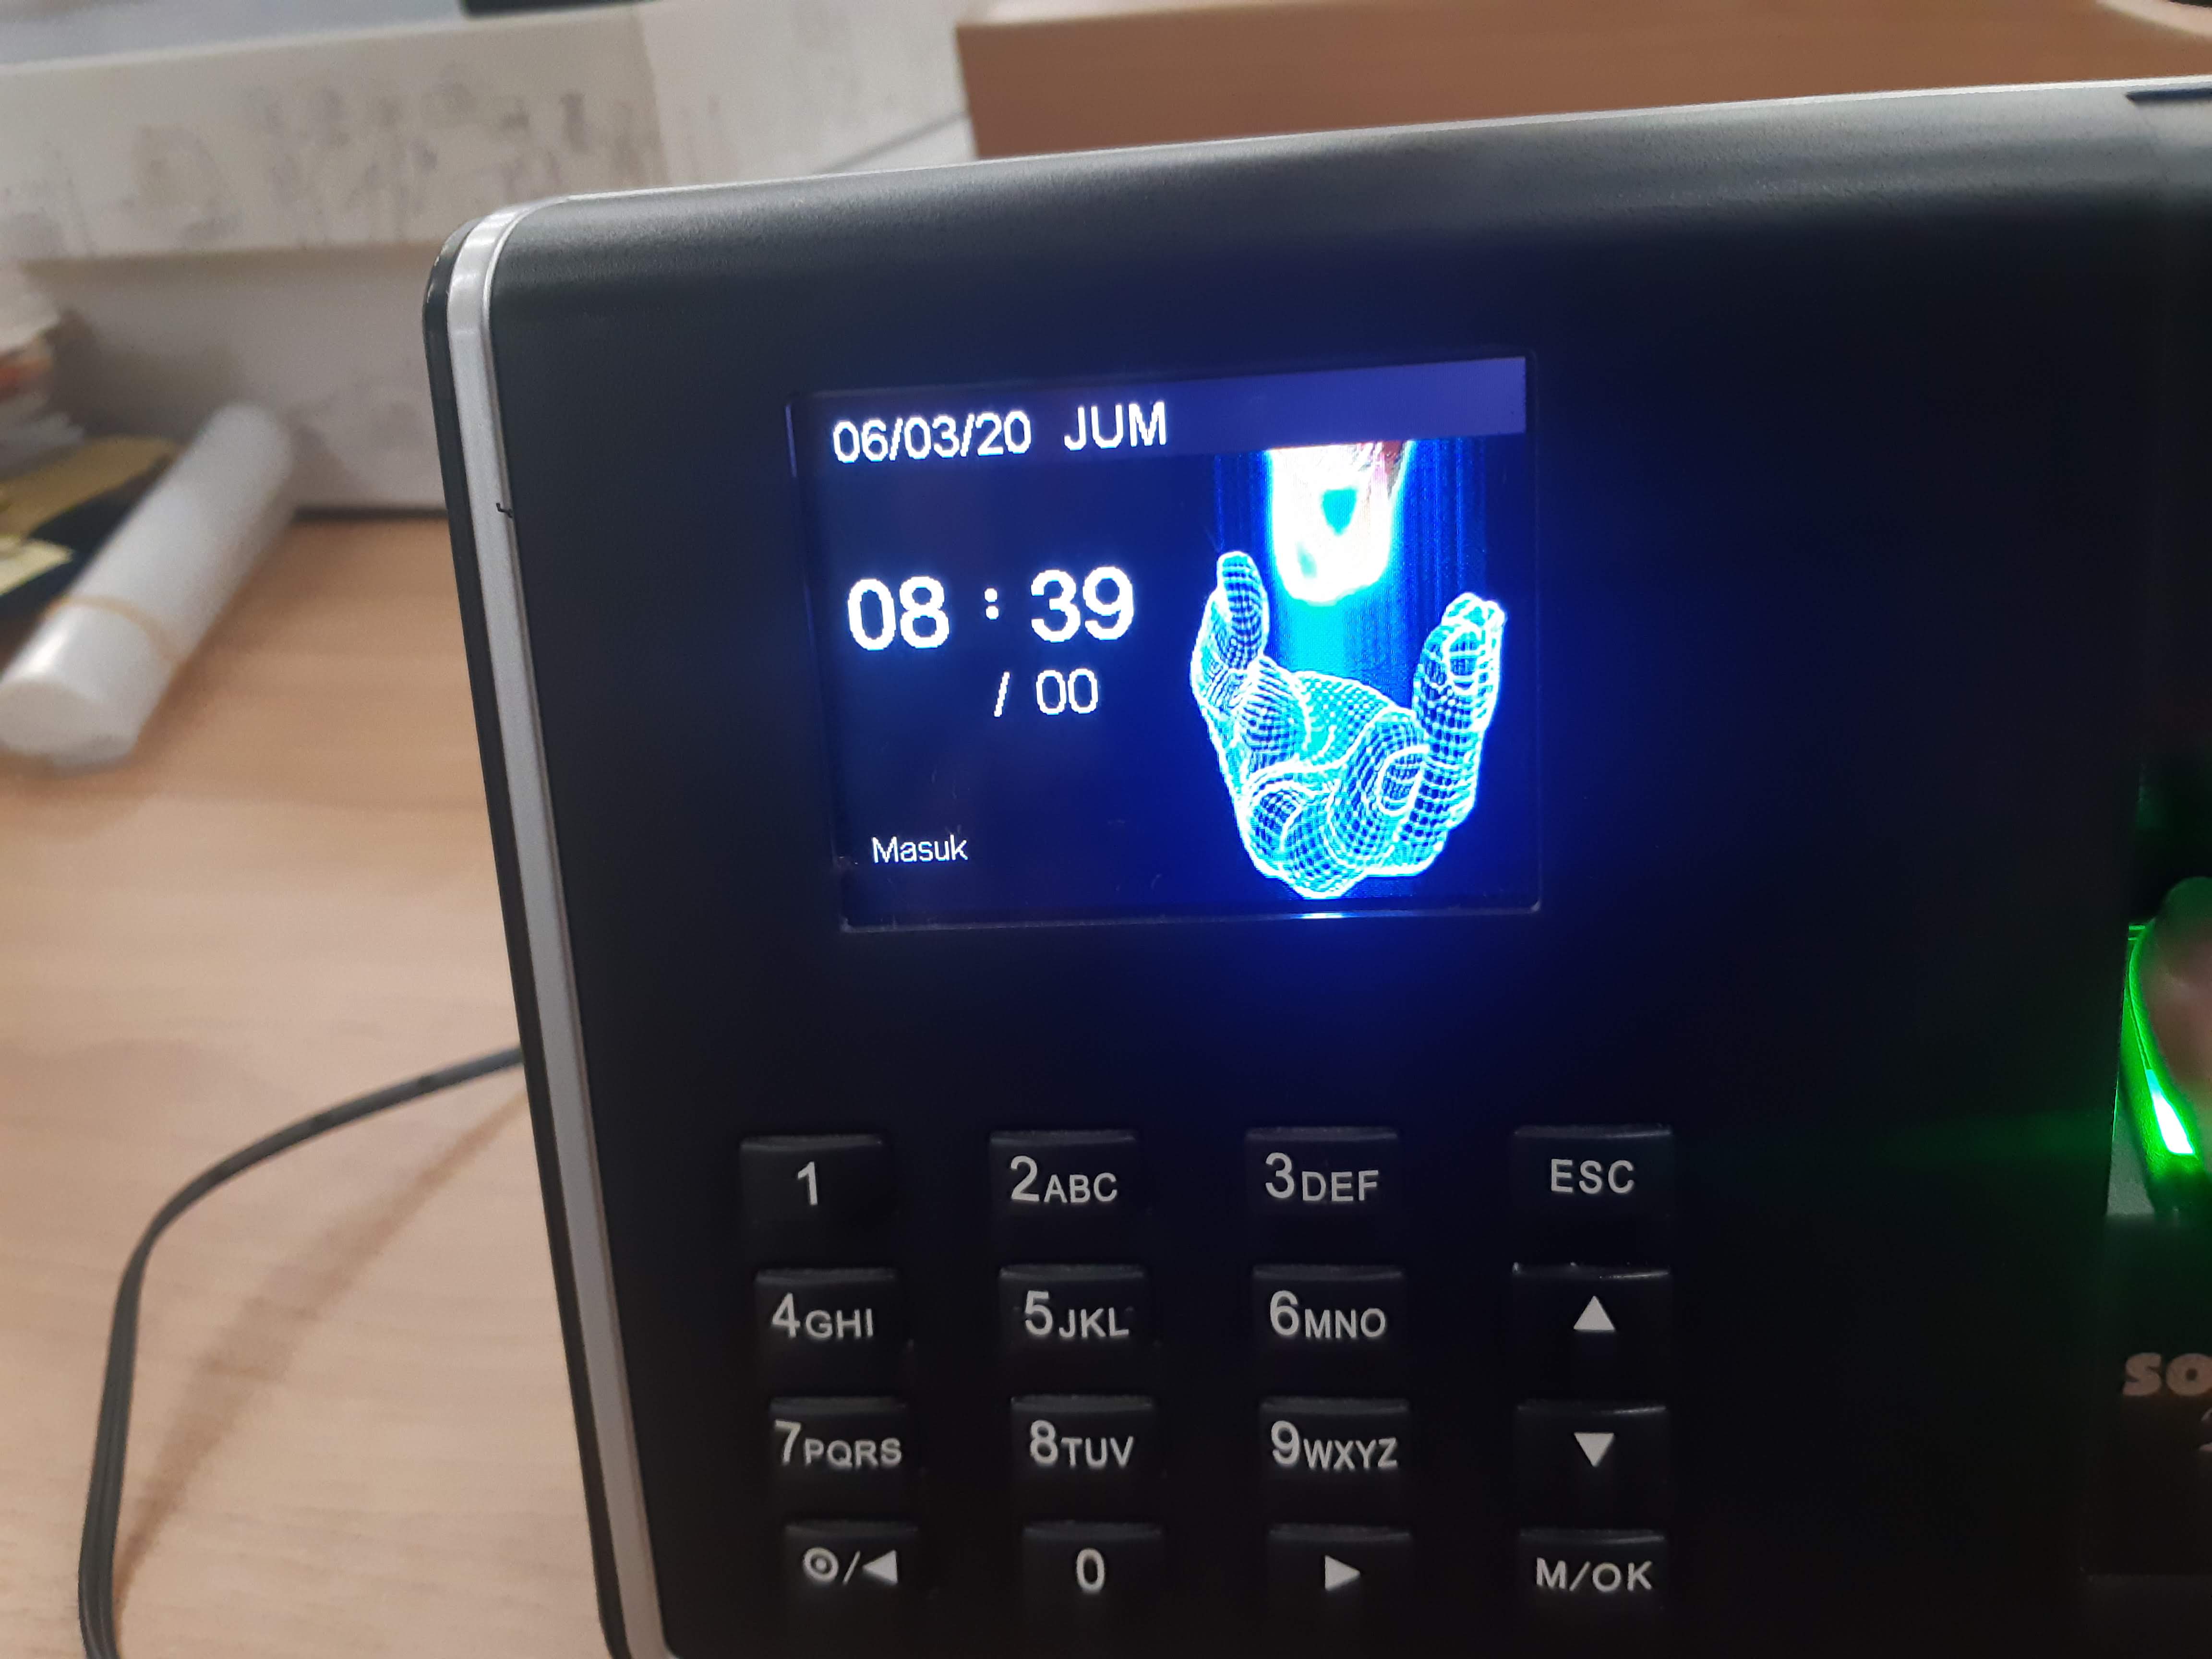 06/03/20 JUM
08 : 39
/ 00
Masuk
1 2ABC 3DEF ESC
4GHI 5JKL 6MNO ▲
7PQRS 8TUV 9WXYZ ▼
⊙/◀ 0 ▶ M/OK
SO